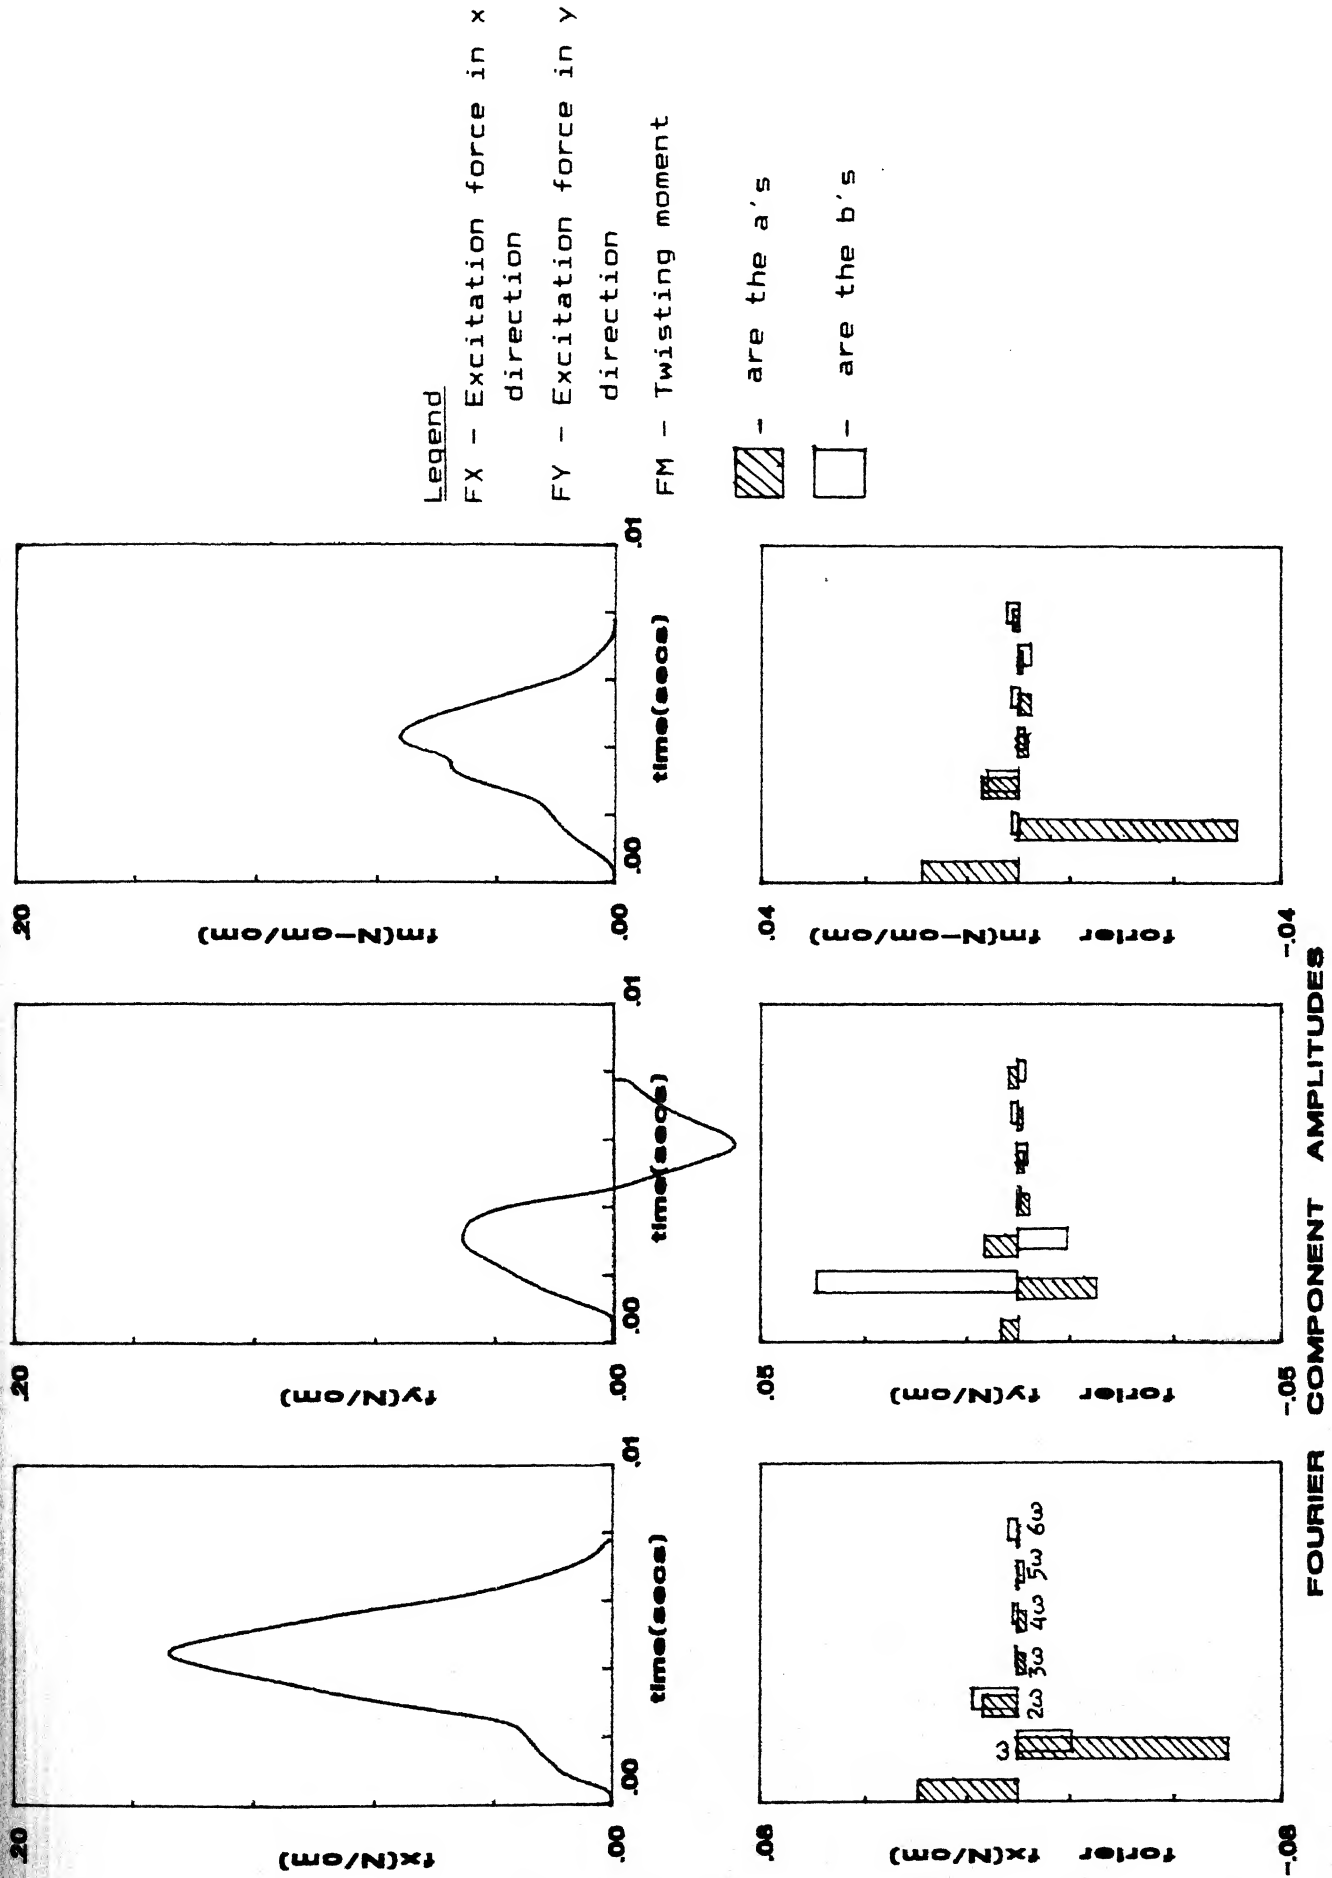 .20
fx(N/cm)
.00
.00
.01
time(secs)
.20
fy(N/cm)
.00
.00
.01
time(secs)
.20
fm(N-cm/cm)
.00
.00
.01
time(secs)
Legend
FX - Excitation force in x
direction
FY - Excitation force in y
direction
FM - Twisting moment
- are the a's
- are the b's
.08
forier fx(N/cm)
-.08
ω
2ω 3ω 4ω 5ω 6ω
.05
forier fy(N/cm)
-.05
.04
forier fm(N-cm/cm)
-.04
FOURIER COMPONENT AMPLITUDES